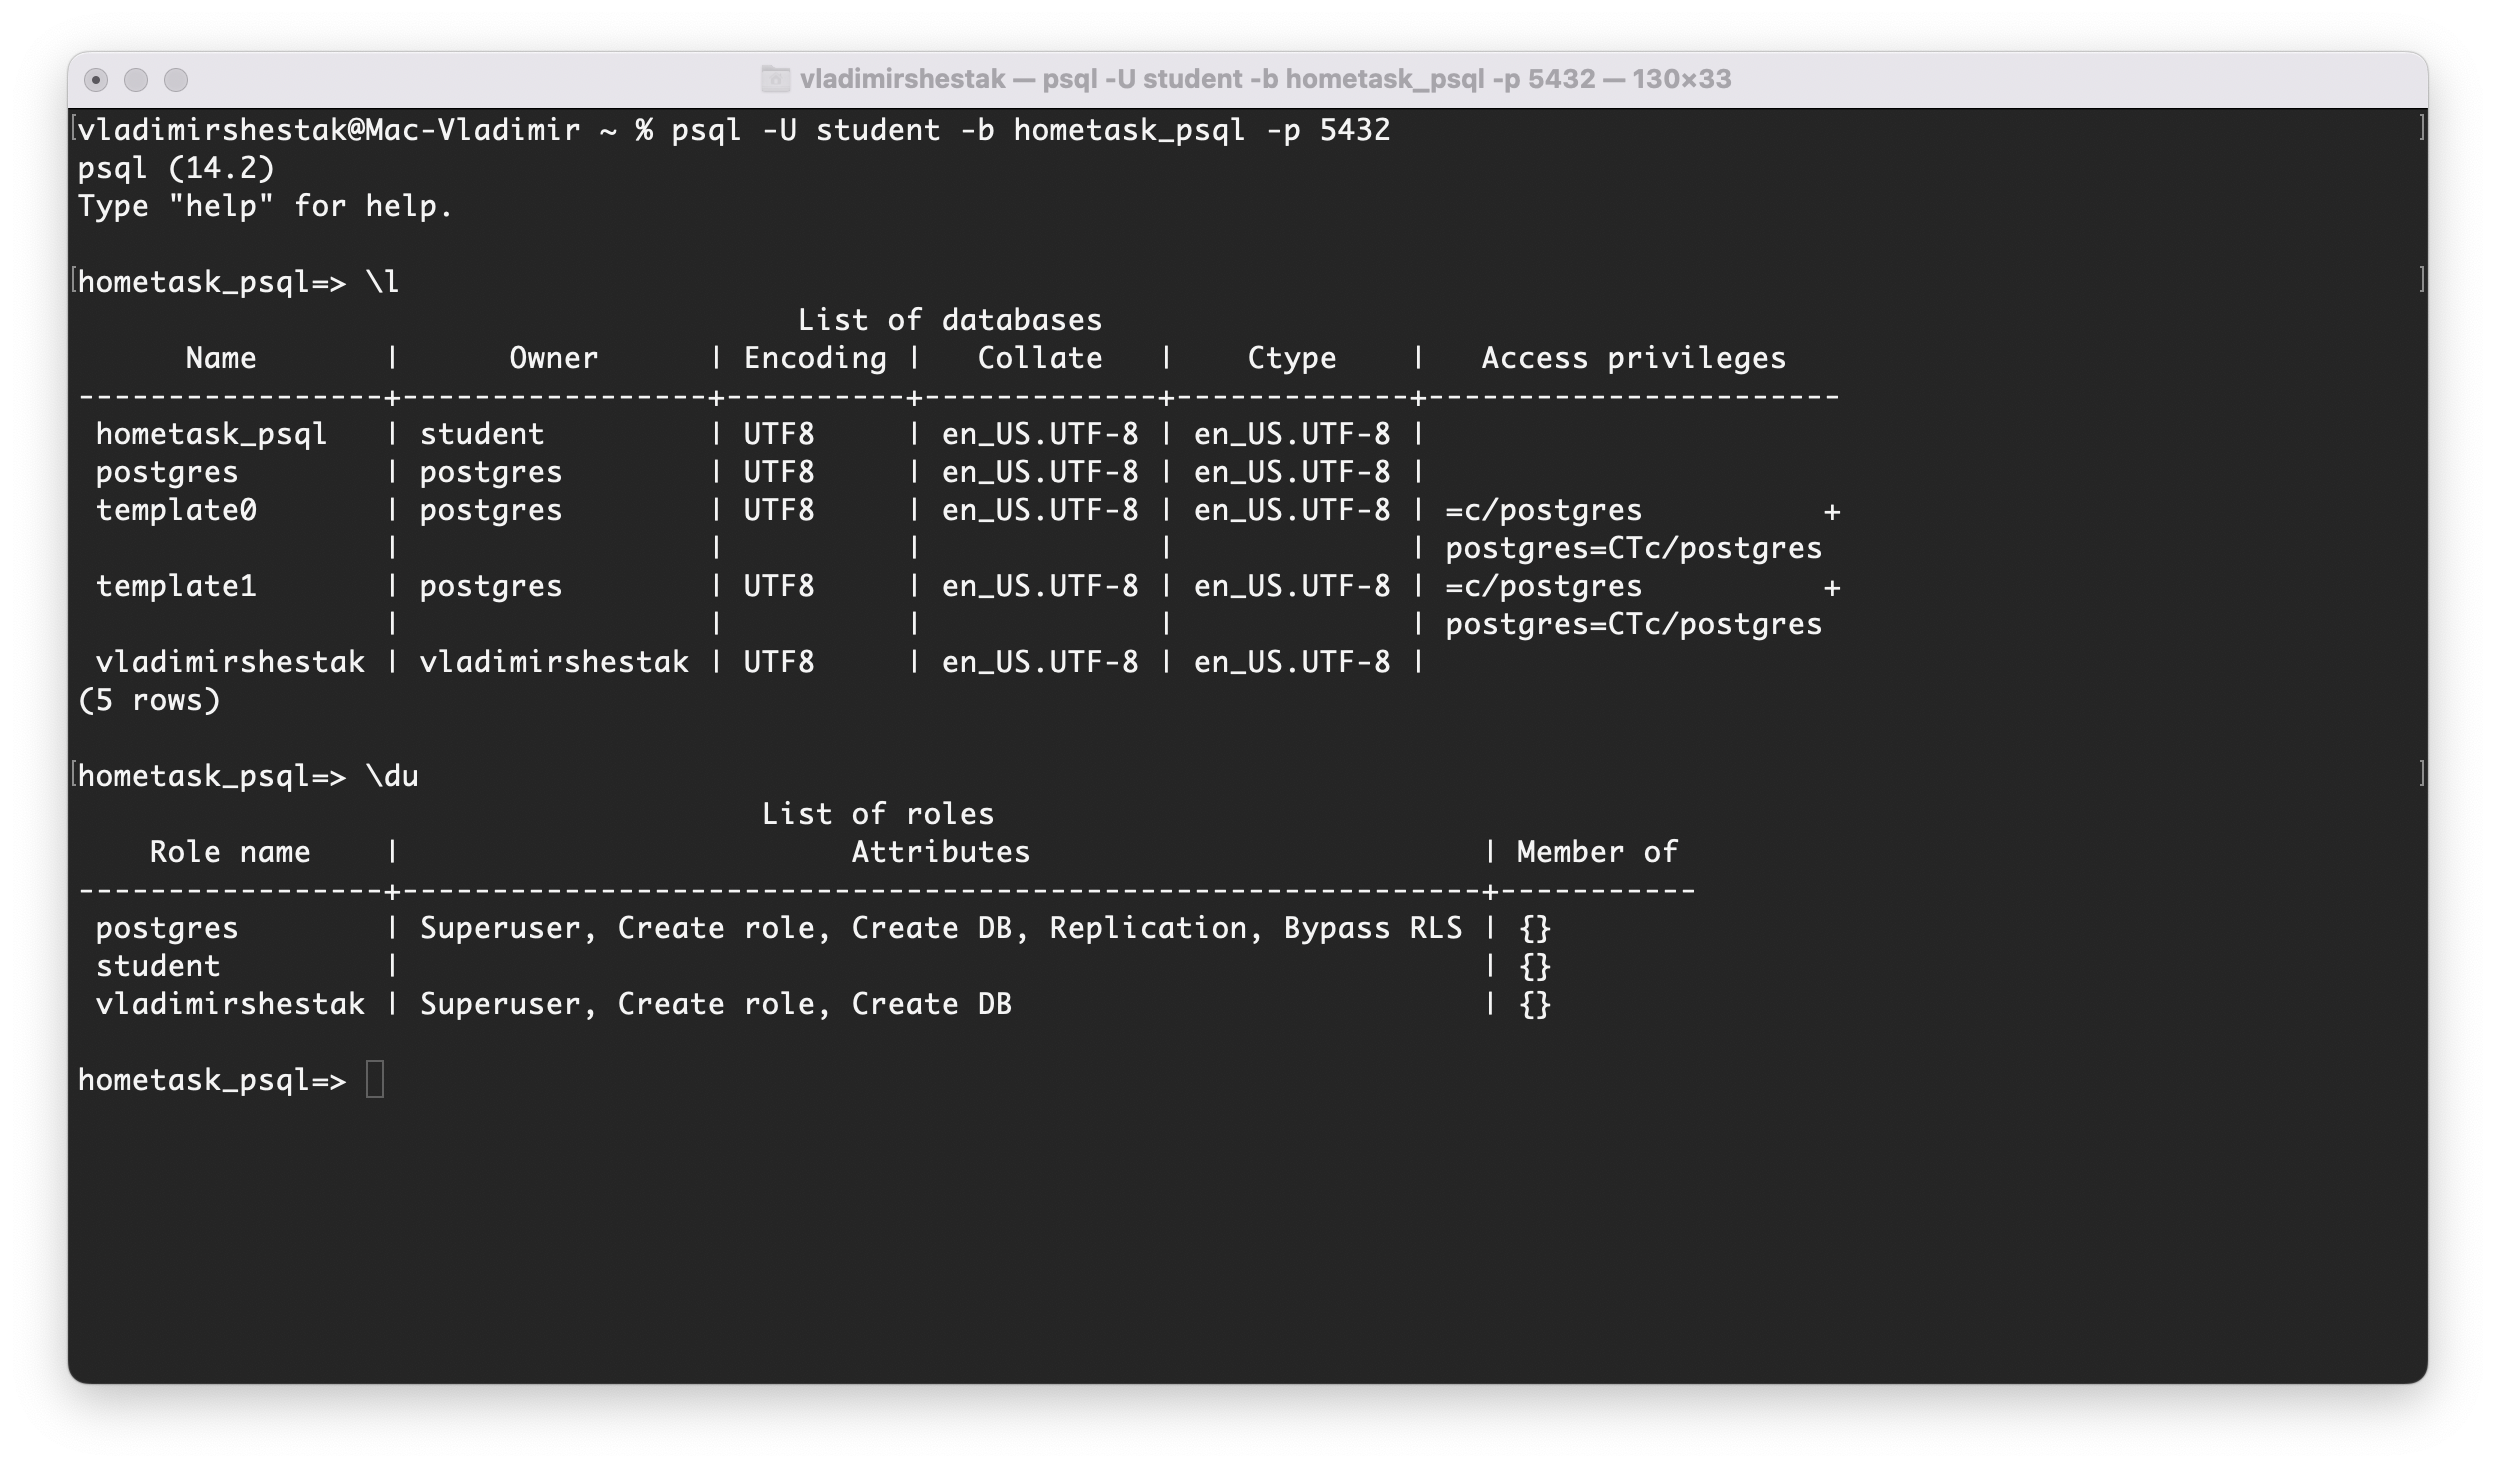 vladimirshestak — psql -U student -b hometask_psql -p 5432 — 130×33
vladimirshestak@Mac-Vladimir ~ % psql -U student -b hometask_psql -p 5432
psql (14.2)
Type "help" for help.
hometask_psql=> \l
                                        List of databases
      Name       |      Owner      | Encoding |   Collate   |    Ctype    |   Access privileges
-----------------+-----------------+----------+-------------+-------------+-----------------------
 hometask_psql   | student         | UTF8     | en_US.UTF-8 | en_US.UTF-8 |
 postgres        | postgres        | UTF8     | en_US.UTF-8 | en_US.UTF-8 |
 template0       | postgres        | UTF8     | en_US.UTF-8 | en_US.UTF-8 | =c/postgres          +
                 |                 |          |             |             | postgres=CTc/postgres
 template1       | postgres        | UTF8     | en_US.UTF-8 | en_US.UTF-8 | =c/postgres          +
                 |                 |          |             |             | postgres=CTc/postgres
 vladimirshestak | vladimirshestak | UTF8     | en_US.UTF-8 | en_US.UTF-8 |
(5 rows)
hometask_psql=> \du
                                      List of roles
    Role name    |                         Attributes                         | Member of
-----------------+------------------------------------------------------------+-----------
 postgres        | Superuser, Create role, Create DB, Replication, Bypass RLS | {}
 student         |                                                            | {}
 vladimirshestak | Superuser, Create role, Create DB                          | {}
hometask_psql=>